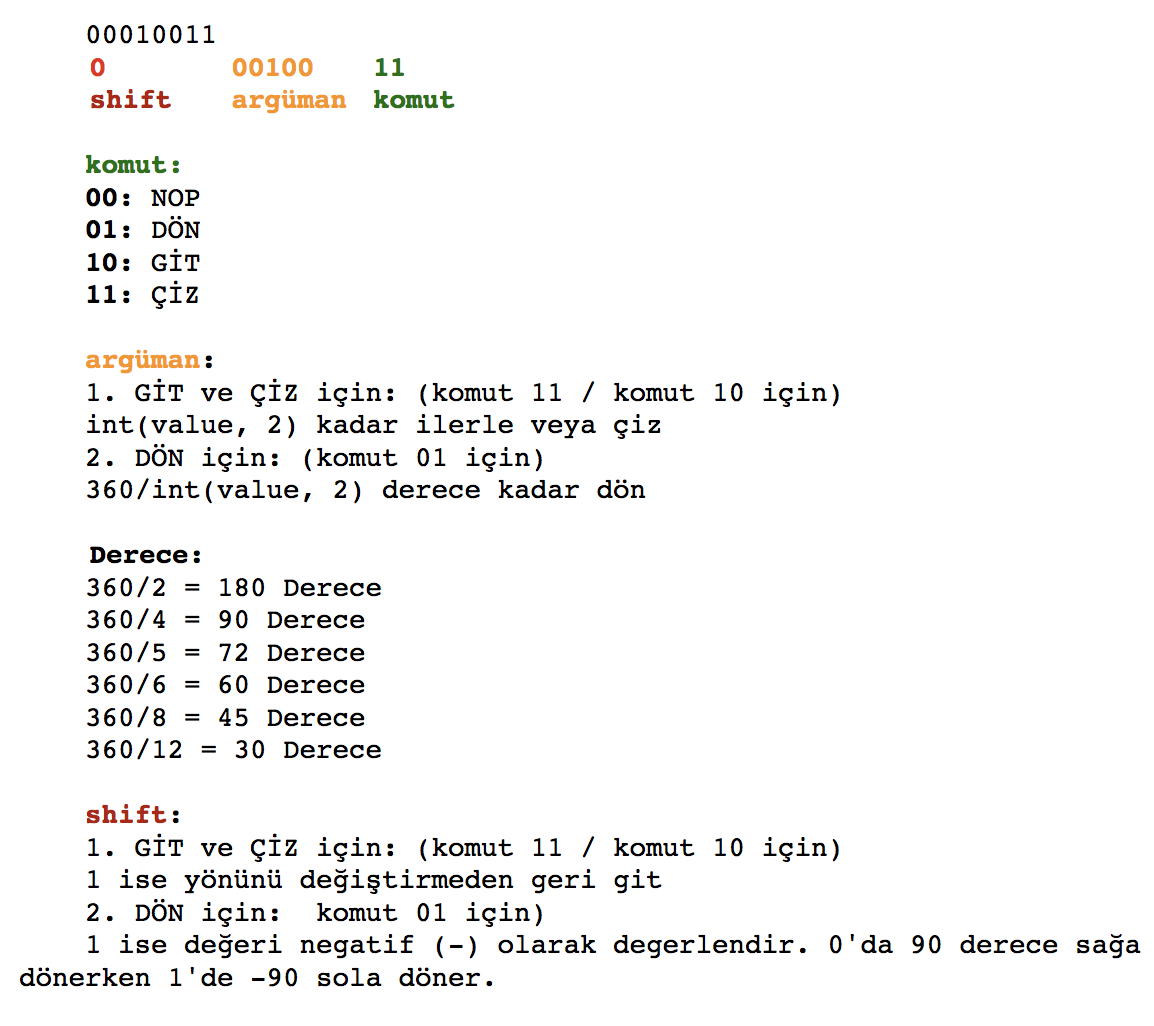 00010011
0 00100 11
shift argüman komut
komut:
00: NOP
01: DÖN
10: GİT
11: ÇİZ
argüman:
1. GİT ve ÇİZ için: (komut 11 / komut 10 için)
int(value, 2) kadar ilerle veya çiz
2. DÖN için: (komut 01 için)
360/int(value, 2) derece kadar dön
Derece:
360/2 = 180 Derece
360/4 = 90 Derece
360/5 = 72 Derece
360/6 = 60 Derece
360/8 = 45 Derece
360/12 = 30 Derece
shift:
1. GİT ve ÇİZ için: (komut 11 / komut 10 için)
1 ise yönünü değiştirmeden geri git
2. DÖN için:  komut 01 için)
1 ise değeri negatif (-) olarak degerlendir. 0'da 90 derece sağa
dönerken 1'de -90 sola döner.